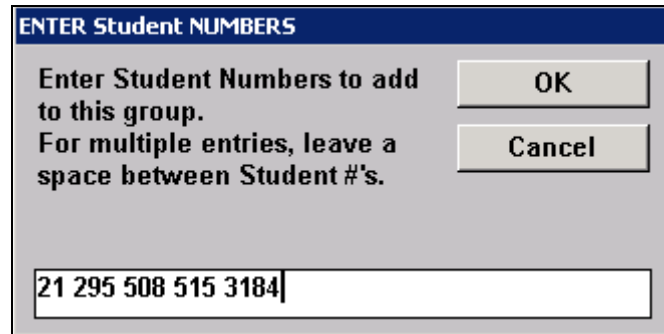 ENTER Student NUMBERS
Enter Student Numbers to add
to this group.
For multiple entries, leave a
space between Student #'s.
OK
Cancel
21 295 508 515 3184